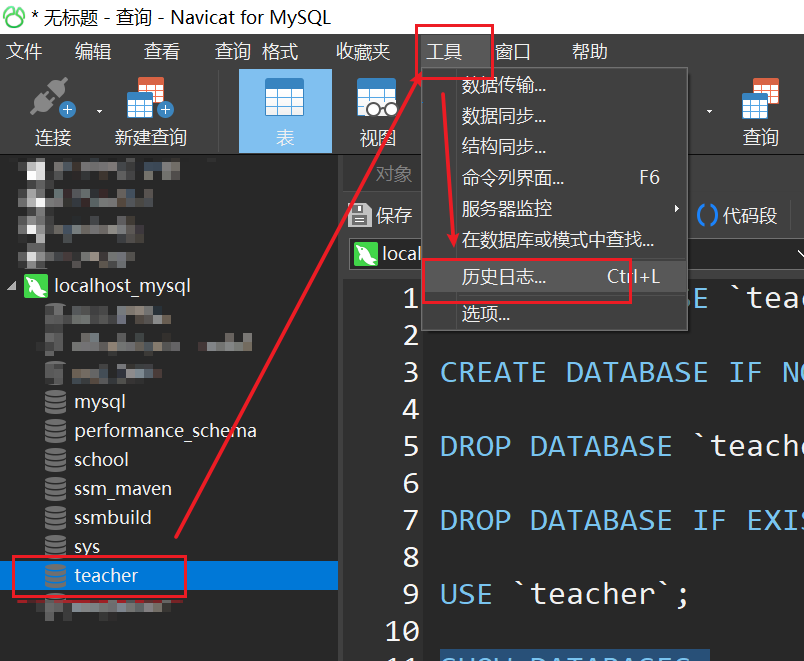 * 无标题 - 查询 - Navicat for MySQL
文件 编辑 查看 查询 格式 收藏夹 工具 窗口 帮助
连接 新建查询 表 视图 查询
数据传输...
数据同步...
结构同步...
命令列界面... F6
服务器监控
在数据库或模式中查找...
历史日志... Ctrl+L
选项...
对象
保存 代码段
local
localhost_mysql
mysql
performance_schema
school
ssm_maven
ssmbuild
sys
teacher
1 SE `teac
2
3 CREATE DATABASE IF NO
4
5 DROP DATABASE `teache
6
7 DROP DATABASE IF EXIS
8
9 USE `teacher`;
10
11 SHOW DATABASES